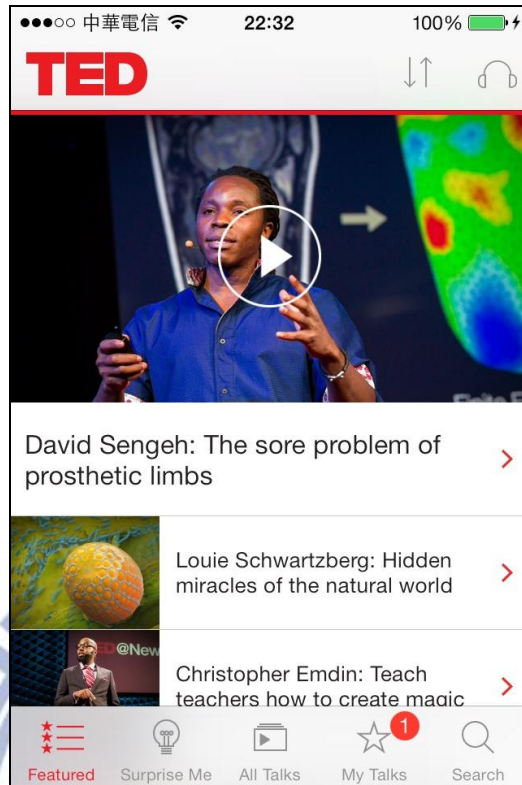 中華電信 22:32 100%
TED
David Sengeh: The sore problem of
prosthetic limbs
Louie Schwartzberg: Hidden
miracles of the natural world
TED@New
Christopher Emdin: Teach
teachers how to create magic
1
Featured Surprise Me All Talks My Talks Search